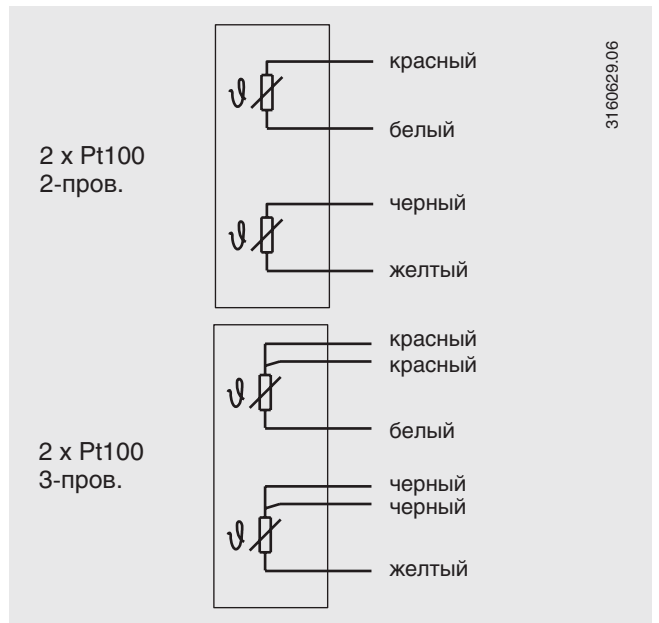 3160629.06
2 x Pt100
2-пров.
ϑ
красный
белый
ϑ
черный
желтый
2 x Pt100
3-пров.
ϑ
красный
красный
белый
ϑ
черный
черный
желтый